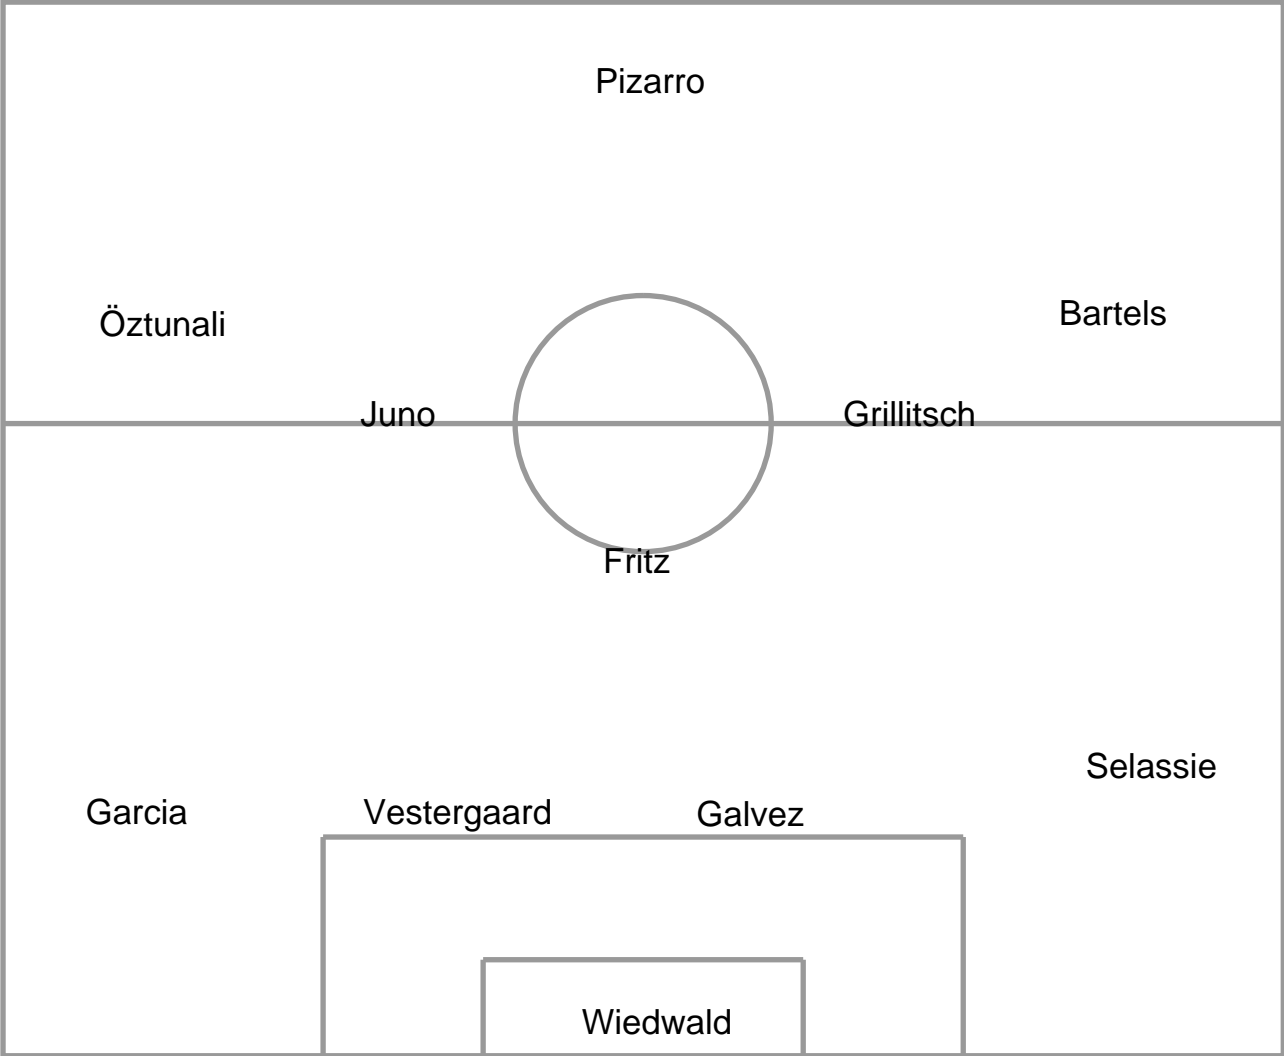 Pizarro
Öztunali
Bartels
Juno
Grillitsch
Fritz
Selassie
Garcia
Vestergaard
Galvez
Wiedwald